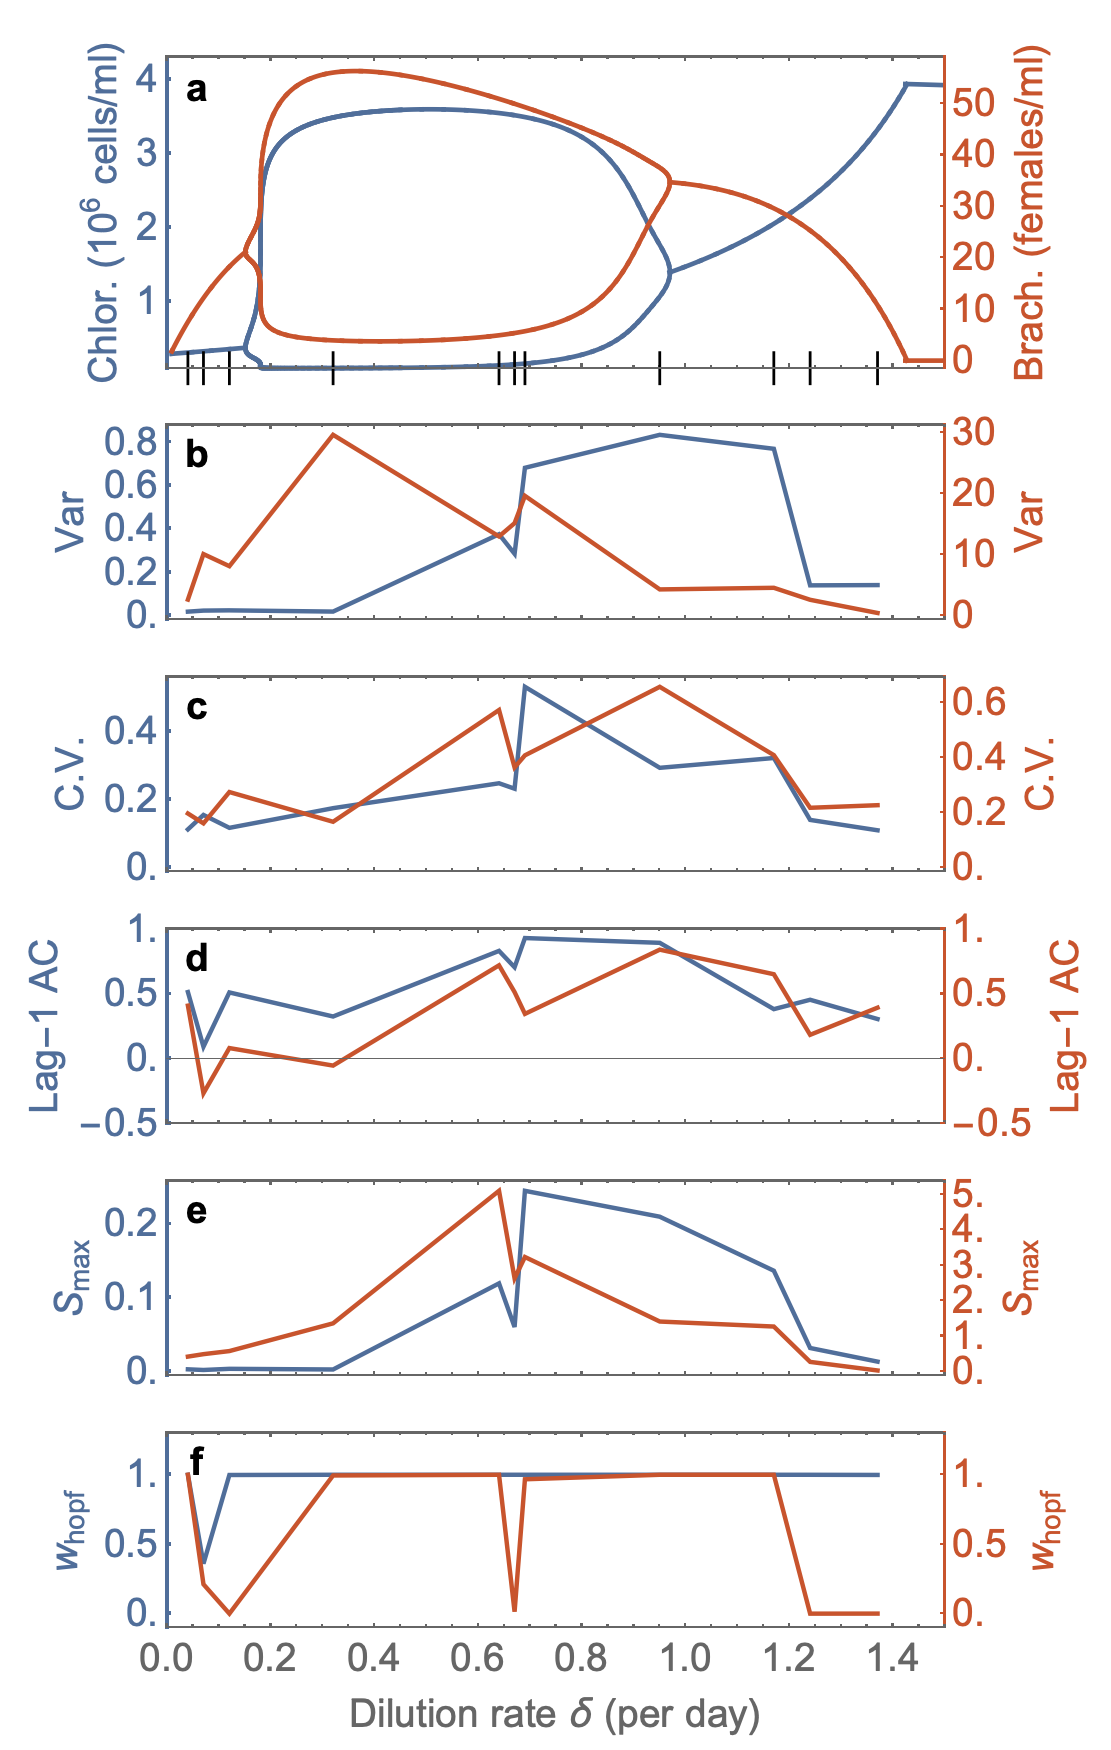 a
Chlor. (10⁶ cells/ml)
4
3
2
1
50
40
30
20
10
0
Brach. (females/ml)
b
Var
0.8
0.6
0.4
0.2
0.
30
20
10
0
Var
c
C.V.
0.4
0.2
0.
0.6
0.4
0.2
0.
C.V.
d
Lag-1 AC
1.
0.5
0.
-0.5
1.
0.5
0.
-0.5
Lag-1 AC
e
Smax
0.2
0.1
0.
5.
4.
3.
2.
1.
0.
Smax
f
whopf
1.
0.5
0.
1.
0.5
0.
whopf
0.0 0.2 0.4 0.6 0.8 1.0 1.2 1.4
Dilution rate δ (per day)